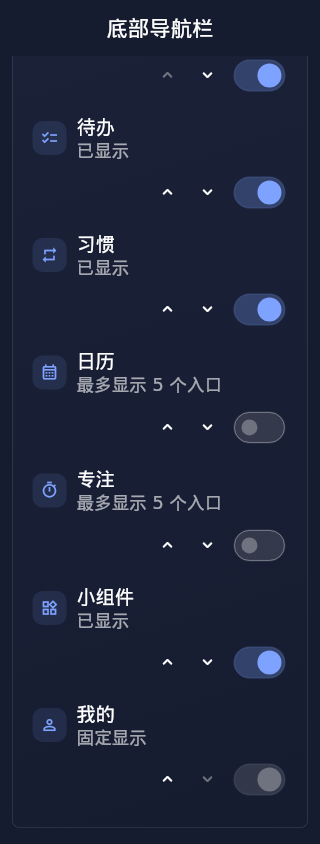 底部导航栏
待办
已显示
习惯
已显示
日历
最多显示 5 个入口
专注
最多显示 5 个入口
小组件
已显示
我的
固定显示